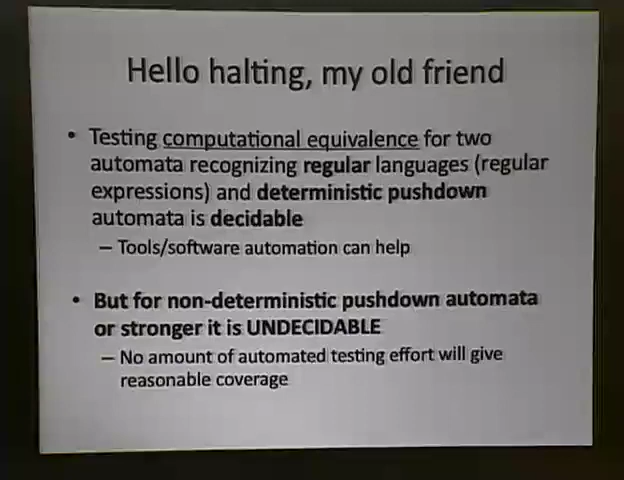 Hello halting, my old friend
• Testing computational equivalence for two
automata recognizing regular languages (regular
expressions) and deterministic pushdown
automata is decidable
– Tools/software automation can help
• But for non-deterministic pushdown automata
or stronger it is UNDECIDABLE
– No amount of automated testing effort will give
reasonable coverage